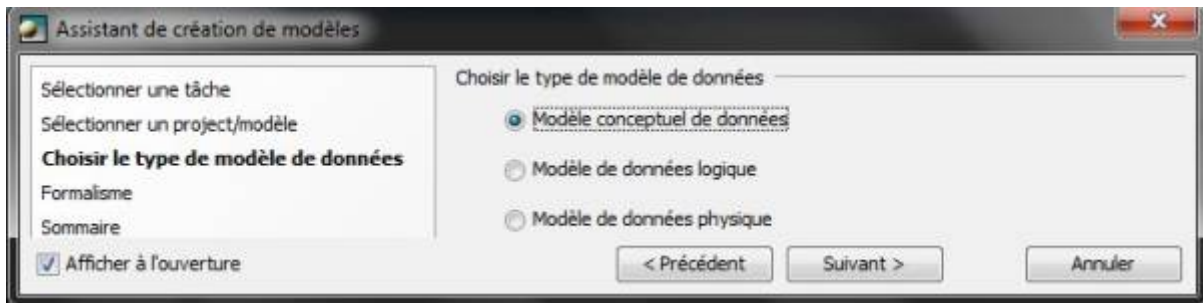 Assistant de création de modèles
Sélectionner une tâche
Sélectionner un project/modèle
Choisir le type de modèle de données
Formalisme
Sommaire
Afficher à l'ouverture
Choisir le type de modèle de données
Modèle conceptuel de données
Modèle de données logique
Modèle de données physique
< Précédent
Suivant >
Annuler